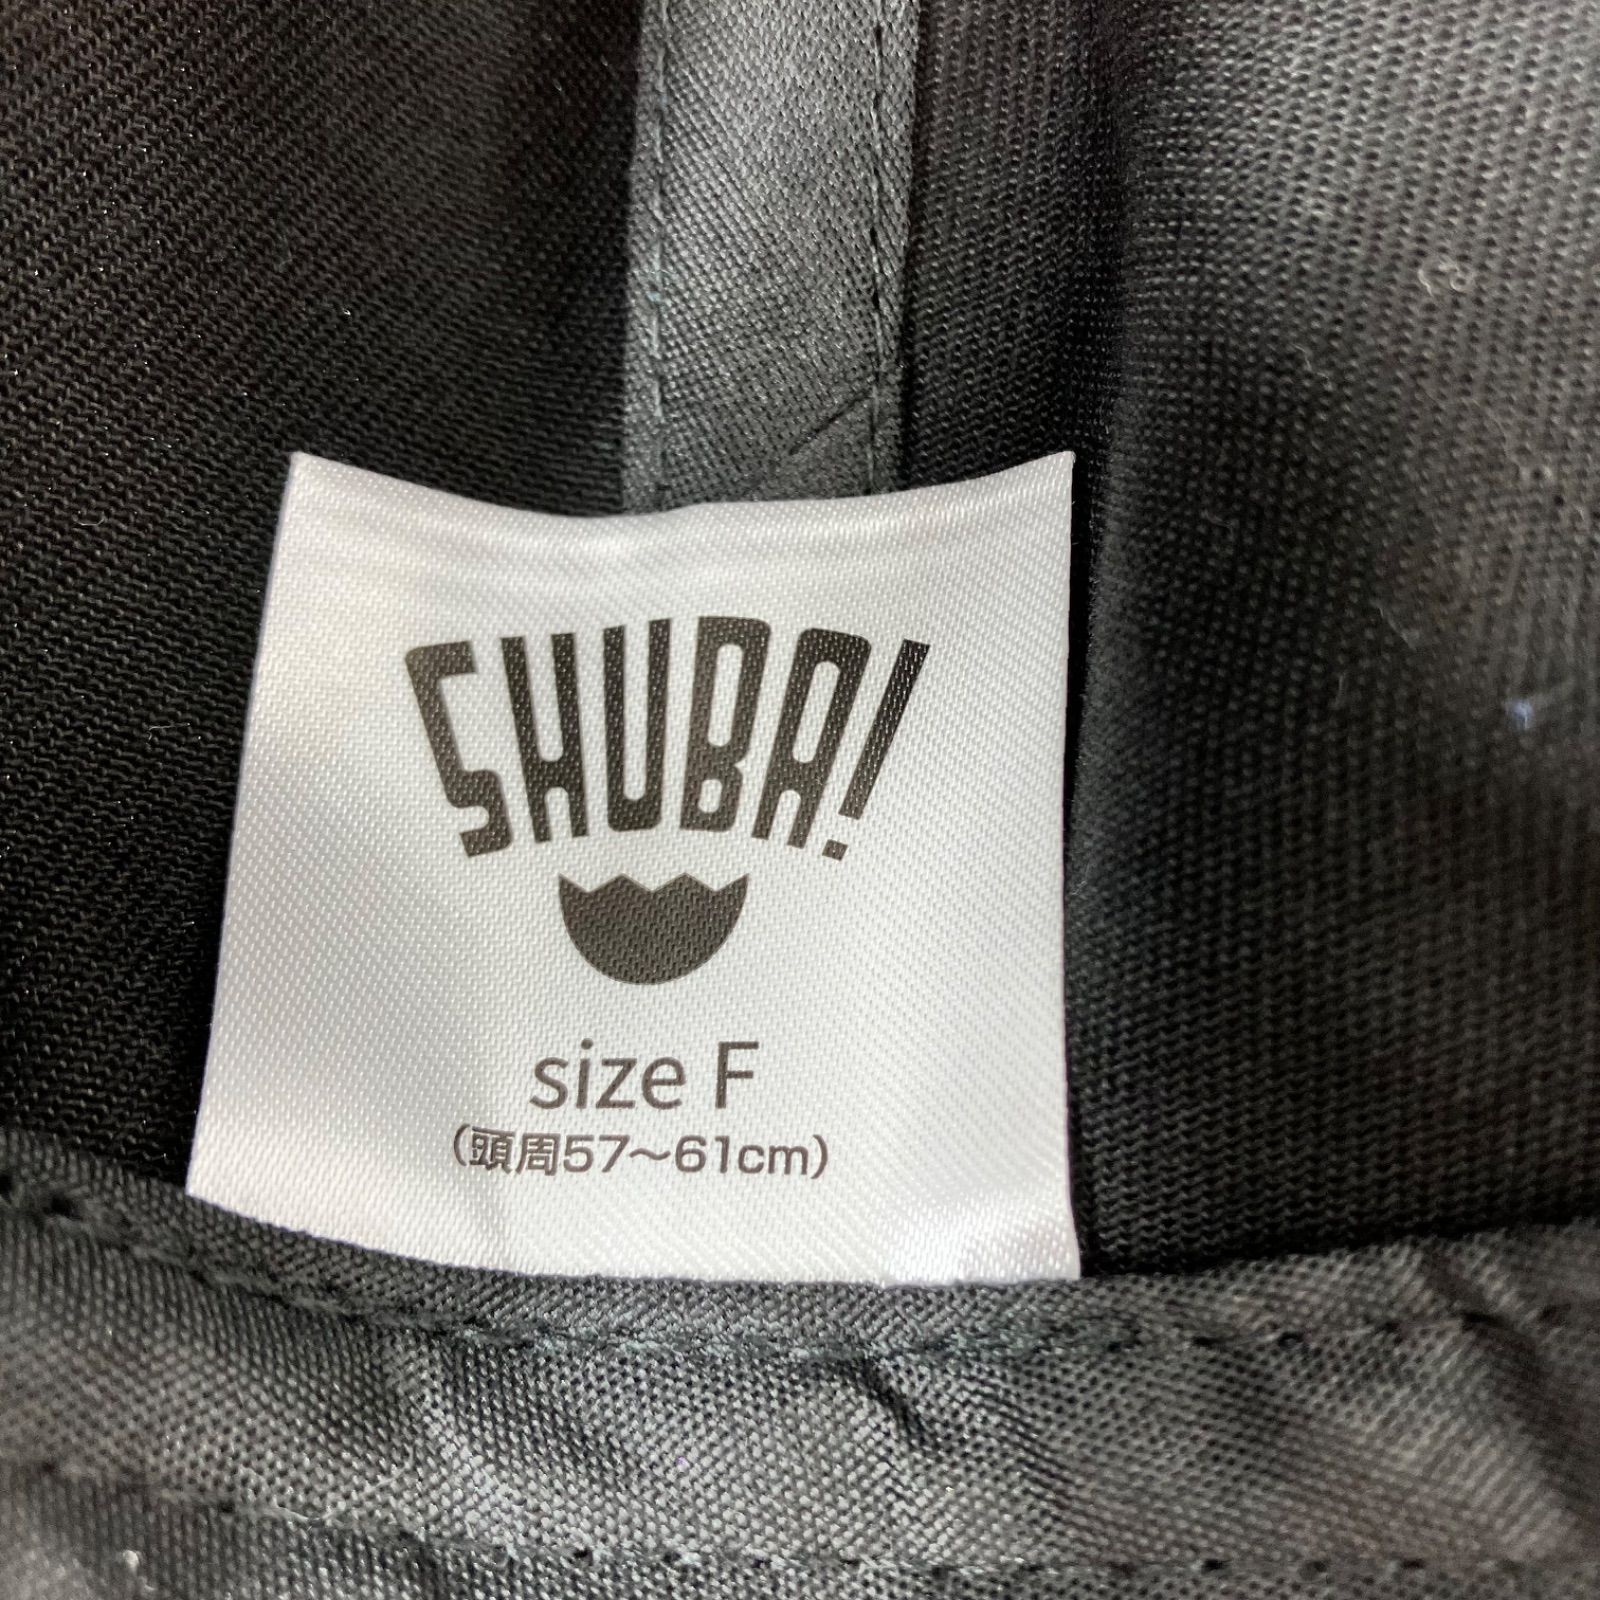 SHUBA!
size F
(頭周57〜61cm)